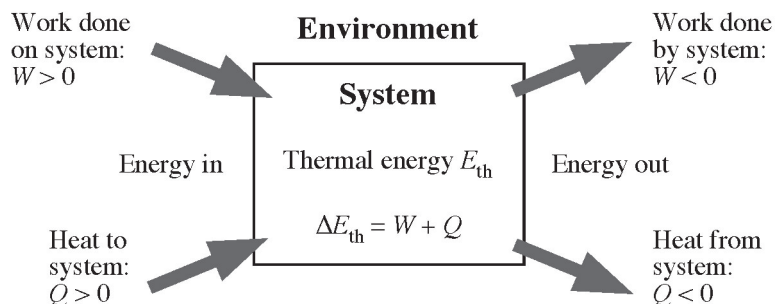 Environment
Work done
on system:
W > 0
Work done
by system:
W < 0
System
Energy in
Thermal energy E_th
Energy out
ΔE_th = W + Q
Heat to
system:
Q > 0
Heat from
system:
Q < 0